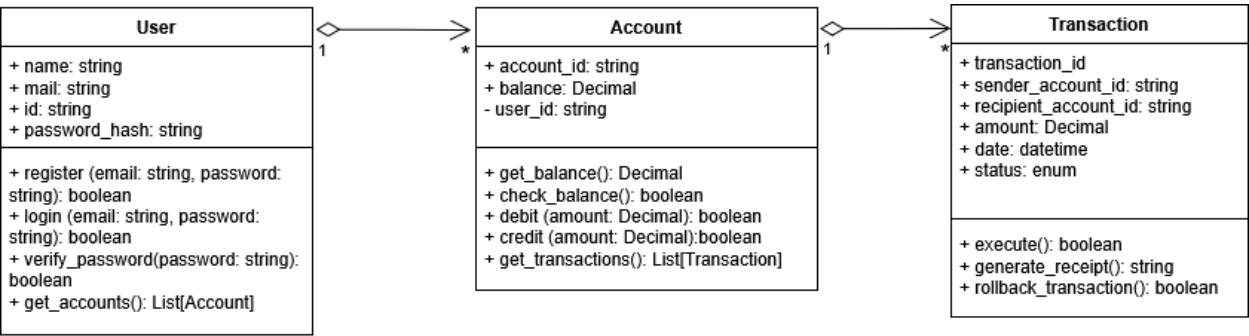 User
+ name: string
+ mail: string
+ id: string
+ password_hash: string
+ register (email: string, password:
string): boolean
+ login (email: string, password:
string): boolean
+ verify_password(password: string):
boolean
+ get_accounts(): List[Account]
1
*
Account
+ account_id: string
+ balance: Decimal
- user_id: string
+ get_balance(): Decimal
+ check_balance(): boolean
+ debit (amount: Decimal): boolean
+ credit (amount: Decimal):boolean
+ get_transactions(): List[Transaction]
1
*
Transaction
+ transaction_id
+ sender_account_id: string
+ recipient_account_id: string
+ amount: Decimal
+ date: datetime
+ status: enum
+ execute(): boolean
+ generate_receipt(): string
+ rollback_transaction(): boolean